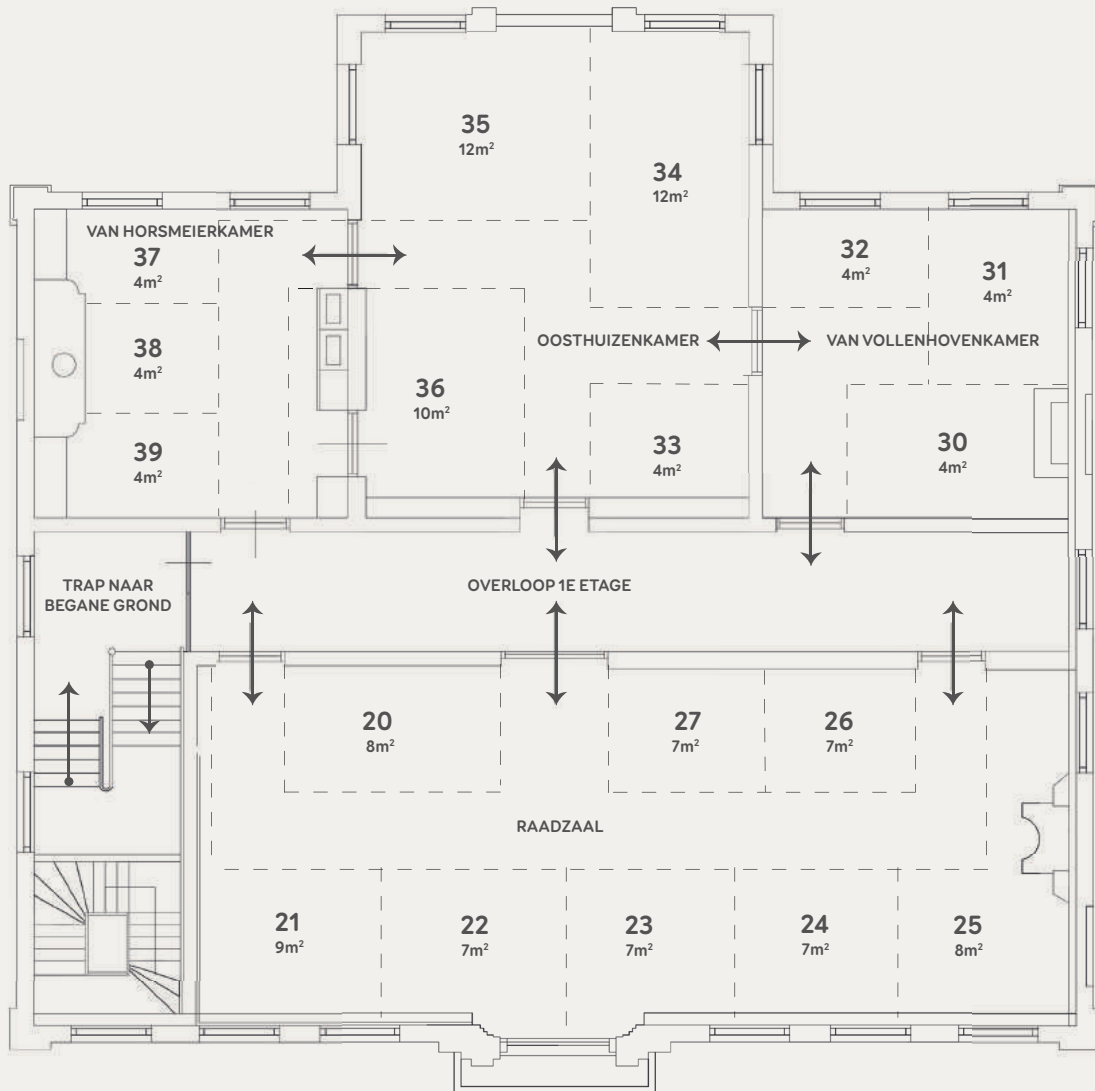 35
12m²
34
12m²
VAN HORSMEIERKAMER
37
4m²
32
4m²
31
4m²
38
4m²
OOSTHUIZENKAMER
VAN VOLLENHOVENKAMER
36
10m²
39
4m²
33
4m²
30
4m²
TRAP NAAR
BEGANE GROND
OVERLOOP 1E ETAGE
20
8m²
27
7m²
26
7m²
RAADZAAL
21
9m²
22
7m²
23
7m²
24
7m²
25
8m²